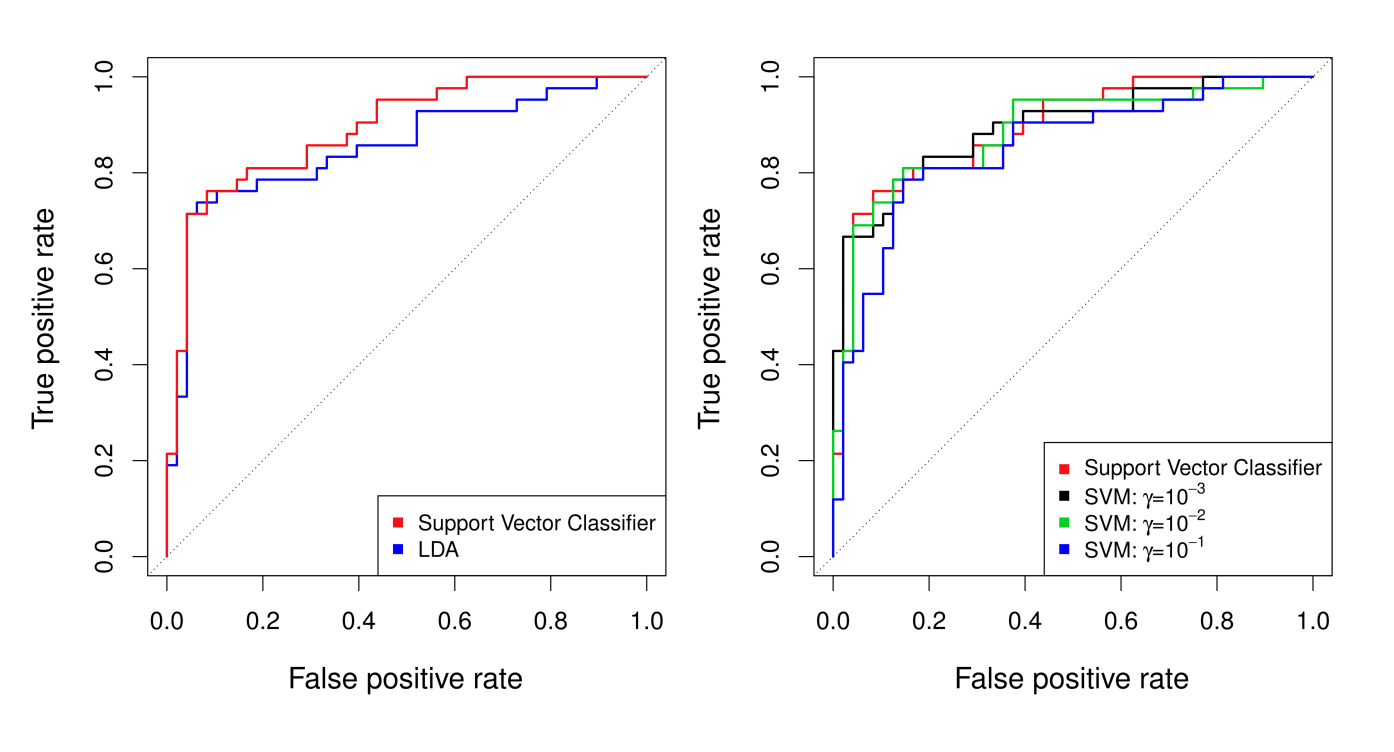 True positive rate
1.0
0.8
0.6
0.4
0.2
0.0
Support Vector Classifier
LDA
0.0 0.2 0.4 0.6 0.8 1.0
False positive rate
True positive rate
1.0
0.8
0.6
0.4
0.2
0.0
Support Vector Classifier
SVM: γ=10⁻³
SVM: γ=10⁻²
SVM: γ=10⁻¹
0.0 0.2 0.4 0.6 0.8 1.0
False positive rate